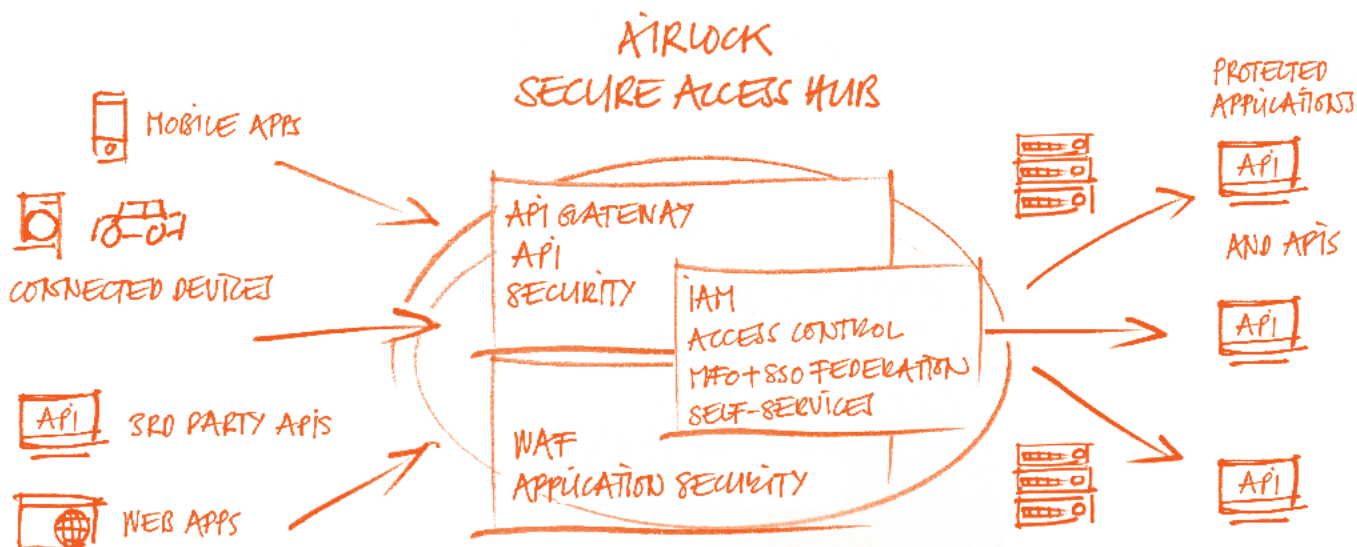 AIRLOCK
SECURE ACCESS HUB
MOBILE APPS
CONNECTED DEVICES
API
3RD PARTY APIS
WEB APPS
API GATEWAY
API
SECURITY
IAM
ACCESS CONTROL
MFO+SSO FEDERATION
SELF-SERVICES
WAF
APPLICATION SECURITY
PROTECTED
APPLICATIONS
API
AND APIS
API
API